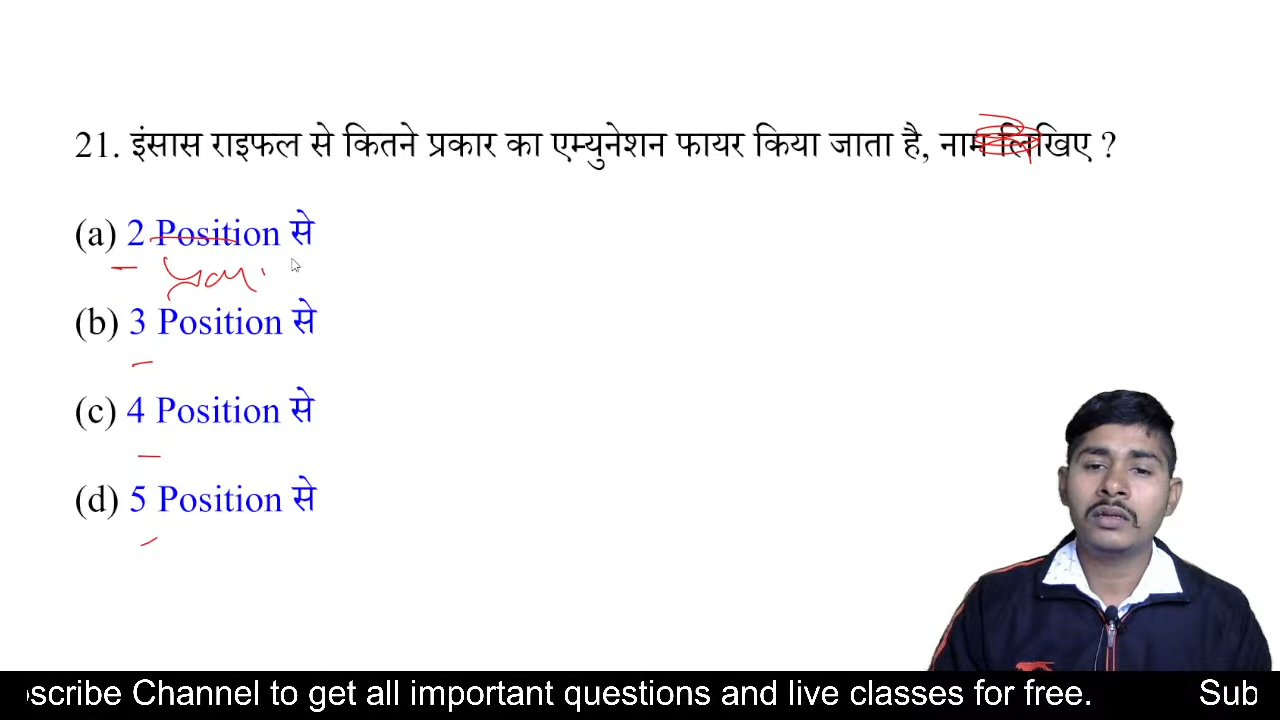 21. इंसास राइफल से कितने प्रकार का एम्युनेशन फायर किया जाता है, नाम लिखिए ?
(a) 2 Position से
(b) 3 Position से
(c) 4 Position से
(d) 5 Position से
bscribe Channel to get all important questions and live classes for free. Sub